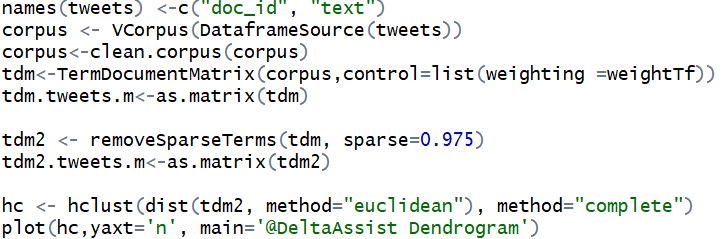 names(tweets) <-c("doc_id", "text")
corpus <- VCorpus(DataframeSource(tweets))
corpus<-clean.corpus(corpus)
tdm<-TermDocumentMatrix(corpus,control=list(weighting =weightTf))
tdm.tweets.m<-as.matrix(tdm)

tdm2 <- removeSparseTerms(tdm, sparse=0.975)
tdm2.tweets.m<-as.matrix(tdm2)

hc <- hclust(dist(tdm2, method="euclidean"), method="complete")
plot(hc,yaxt='n', main='@DeltaAssist Dendrogram')